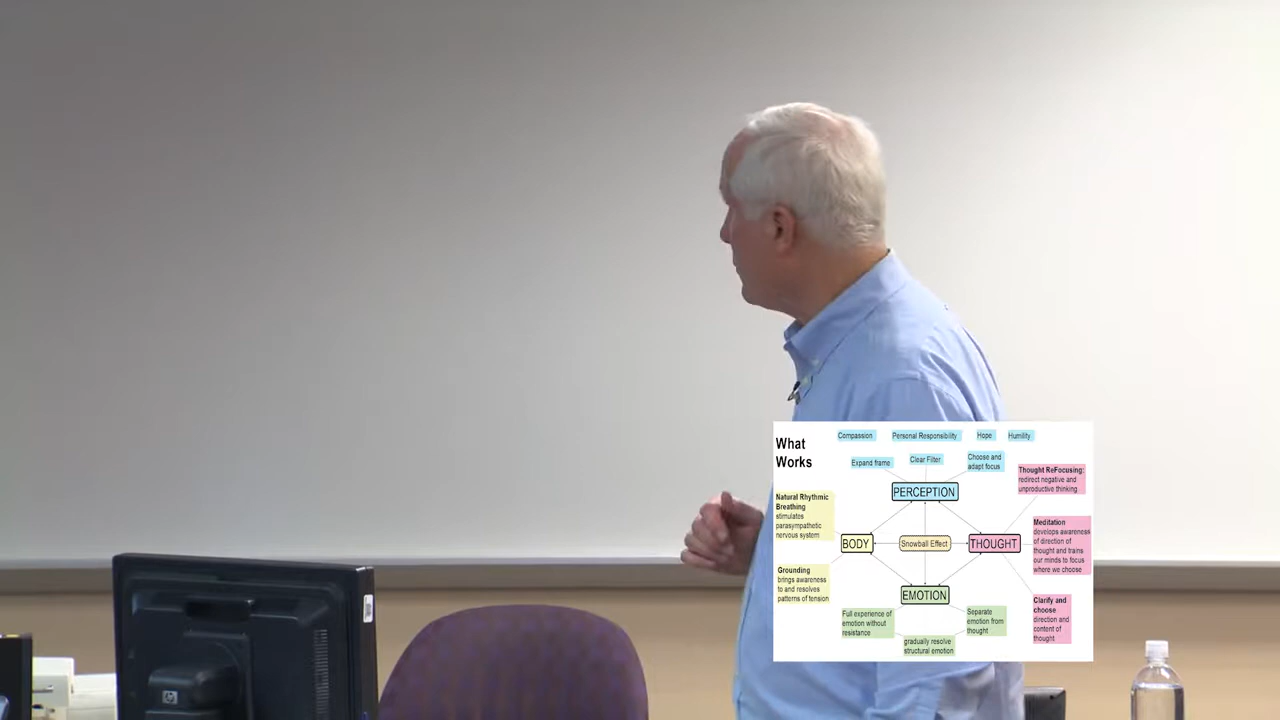 What
Works
Compassion
Personal Responsibility
Hope
Humility
Expand frame
Clear Filter
Choose and
adapt focus
PERCEPTION
Thought ReFocusing:
redirect negative and
unproductive thinking
Natural Rhythmic
Breathing
stimulates
parasympathetic
nervous system
BODY
Snowball Effect
THOUGHT
Meditation
develops awareness
of direction of
thought and trains
our minds to focus
where we choose
Grounding
brings awareness
to and resolves
patterns of tension
EMOTION
Full experience of
emotion without
resistance
gradually resolve
structural emotion
Separate
emotion from
thought
Clarify and
choose
direction and
content of
thought
hp